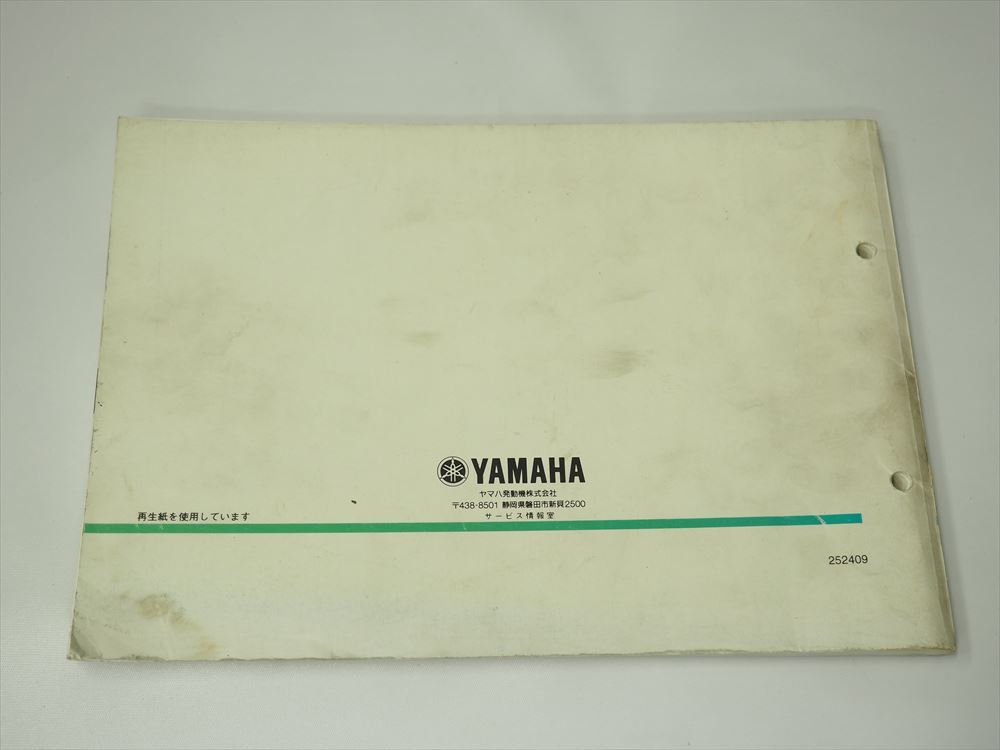 YAMAHA
ヤマハ発動機株式会社
〒438-8501 静岡県磐田市新貝2500
サービス情報室
再生紙を使用しています
252409